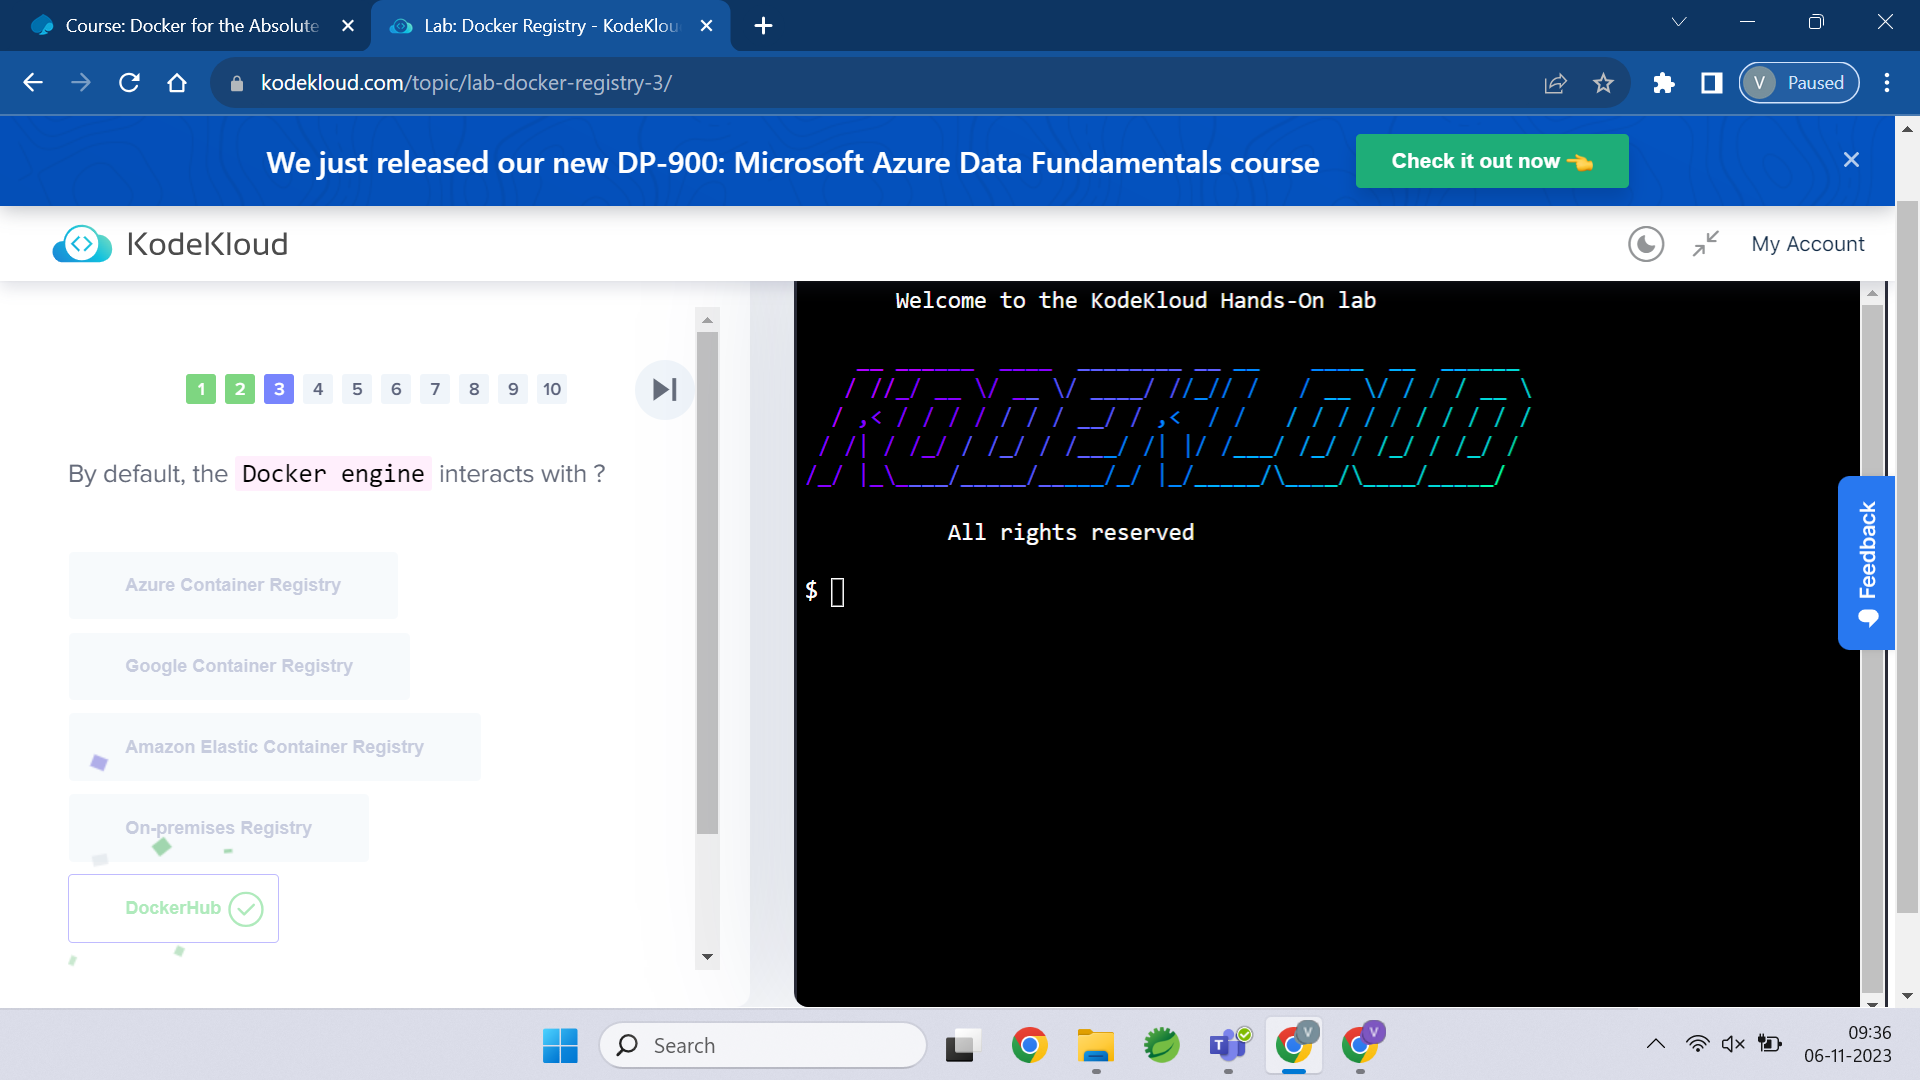 Course: Docker for the Absolute
Lab: Docker Registry - KodeKlou
kodekloud.com/topic/lab-docker-registry-3/
V Paused
We just released our new DP-900: Microsoft Azure Data Fundamentals course
Check it out now
KodeKloud
My Account
1 2 3 4 5 6 7 8 9 10
By default, the Docker engine interacts with ?
Azure Container Registry
Google Container Registry
Amazon Elastic Container Registry
On-premises Registry
DockerHub
Welcome to the KodeKloud Hands-On lab
KODEKLOUD
All rights reserved
$
Feedback
Search
T
V
V
09:36
06-11-2023